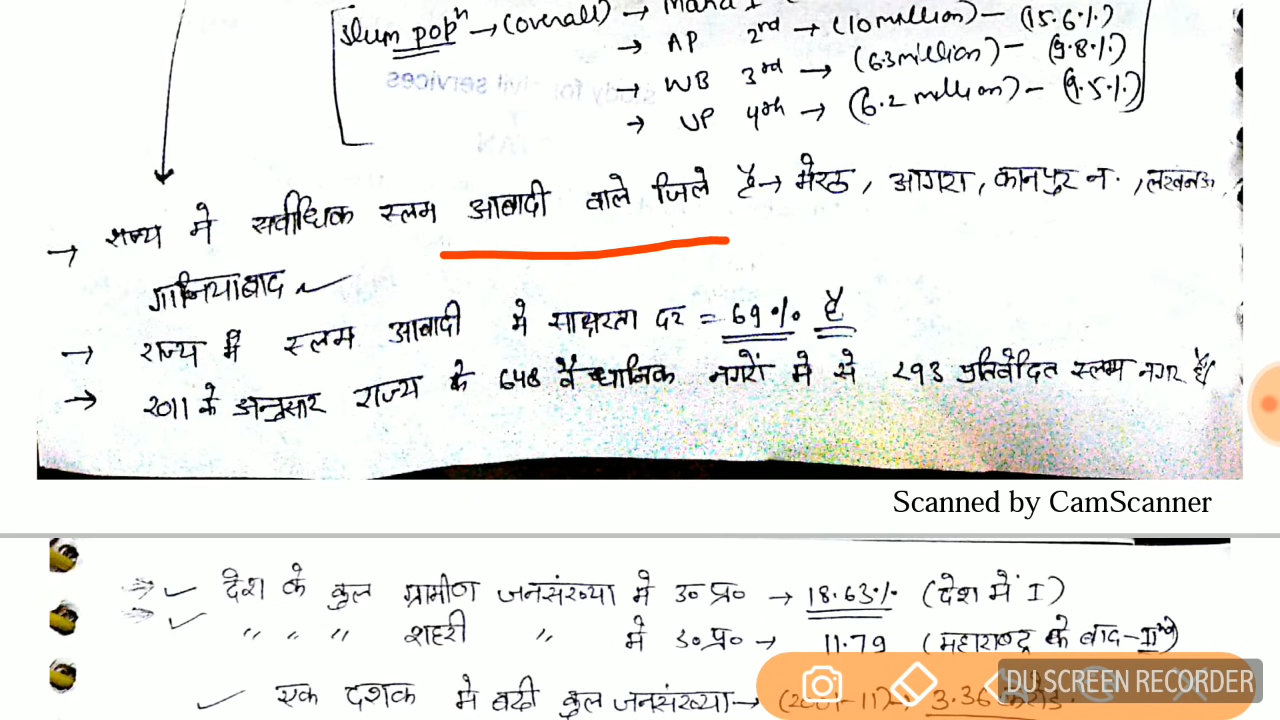 slum popⁿ → (overall) → Maha I
→ AP 2nd → (10 million) – (15.6%)
→ WB 3rd → (6.3 million) – (9.8%)
→ UP 4th → (6.2 million) – (9.5%)
→ राज्य मे सर्वाधिक स्लम आबादी वाले जिले है → मेरठ, आगरा, कानपुर न., लखनऊ,
गाजियाबाद
→ राज्य में स्लम आबादी मे साक्षरता दर = 69% है
→ 2011 के अनुसार राज्य के 648 वैधानिक नगरों मे से 293 प्रतिवेदित स्लम नगर है
Scanned by CamScanner
देश के कुल ग्रामीण जनसंख्या मे उ०प्र० → 18.63% (देश में I)
" " " शहरी " में उ०प्र० → 11.79 (महाराष्ट्र के बाद – IInd)
एक दशक मे बढी कुल जनसंख्या → (2001-11) : 3.36 करोड
DU SCREEN RECORDER